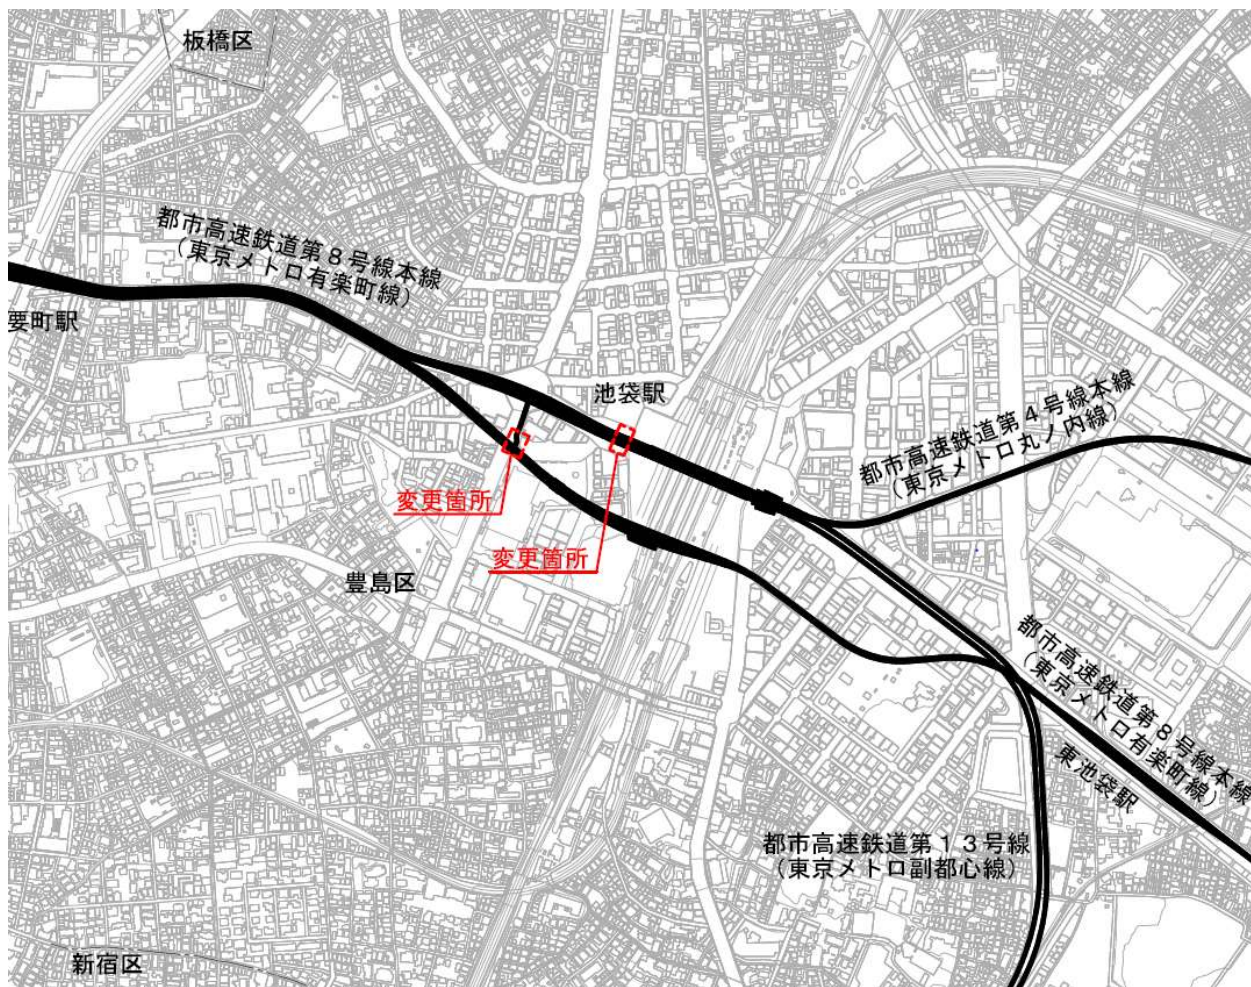 板橋区
都市高速鉄道第８号線本線
（東京メトロ有楽町線）
要町駅
池袋駅
都市高速鉄道第４号線本線
（東京メトロ丸ノ内線）
変更箇所
変更箇所
豊島区
都市高速鉄道第８号線本線
（東京メトロ有楽町線）
東池袋駅
都市高速鉄道第１３号線
（東京メトロ副都心線）
新宿区